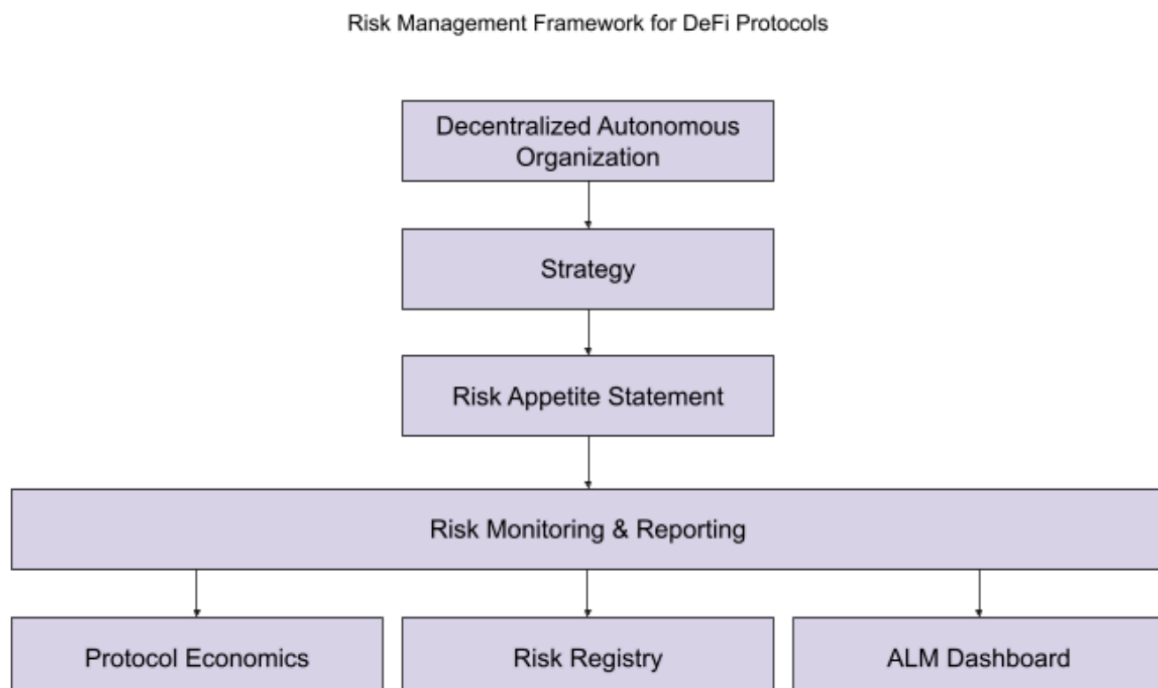 Risk Management Framework for DeFi Protocols
Decentralized Autonomous
Organization
Strategy
Risk Appetite Statement
Risk Monitoring & Reporting
Protocol Economics
Risk Registry
ALM Dashboard